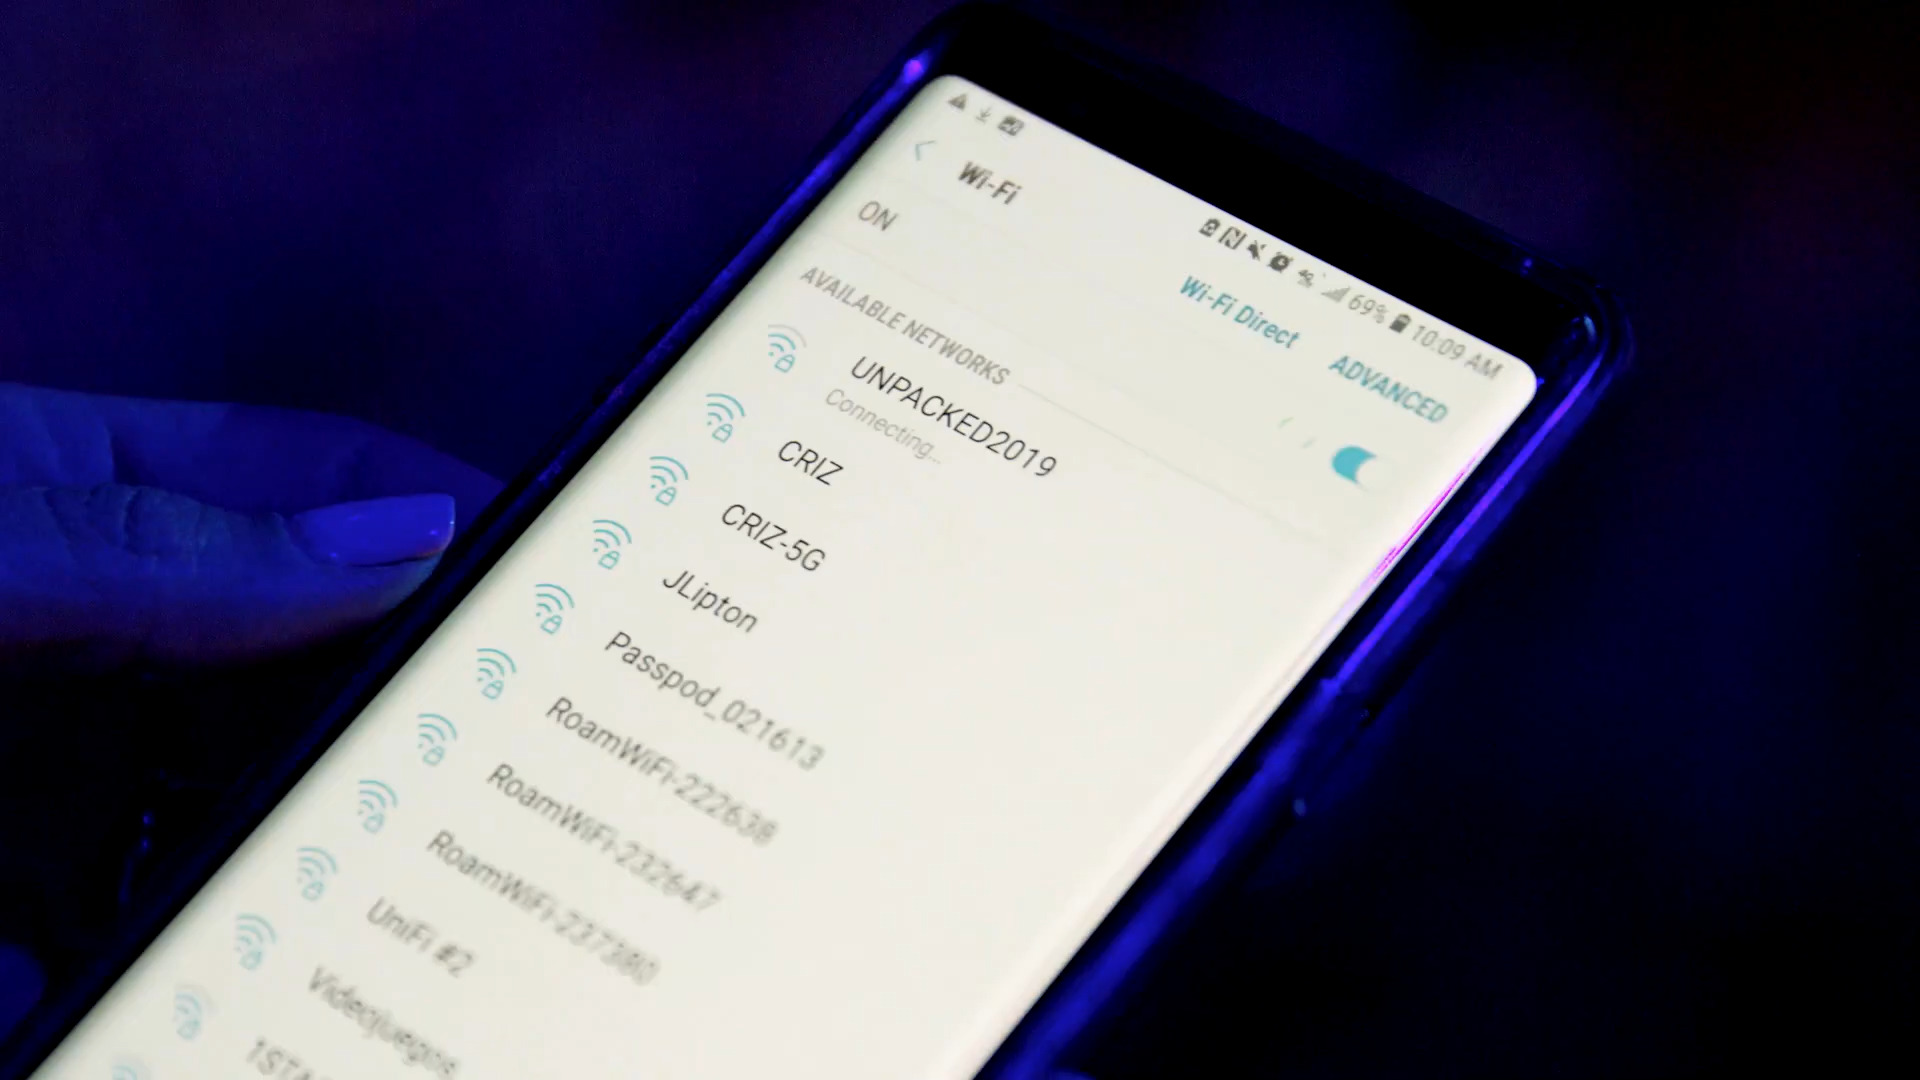 69% 10:09 AM
Wi-Fi
Wi-Fi Direct ADVANCED
ON
AVAILABLE NETWORKS
UNPACKED2019
Connecting...
CRIZ
CRIZ-5G
JLipton
Passpod_021613
RoamWiFi-222638
RoamWiFi-232647
RoamWiFi-237380
UniFi #2
Videojuegos